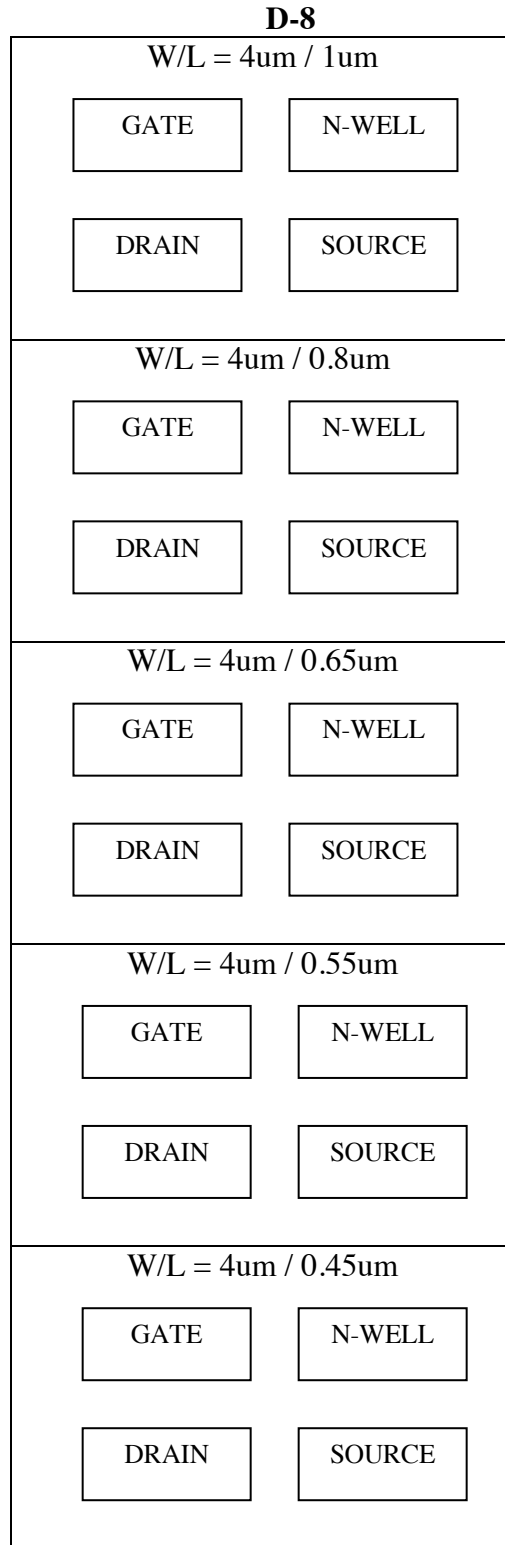 D-8
W/L = 4um / 1um
GATE N-WELL
DRAIN SOURCE
W/L = 4um / 0.8um
GATE N-WELL
DRAIN SOURCE
W/L = 4um / 0.65um
GATE N-WELL
DRAIN SOURCE
W/L = 4um / 0.55um
GATE N-WELL
DRAIN SOURCE
W/L = 4um / 0.45um
GATE N-WELL
DRAIN SOURCE